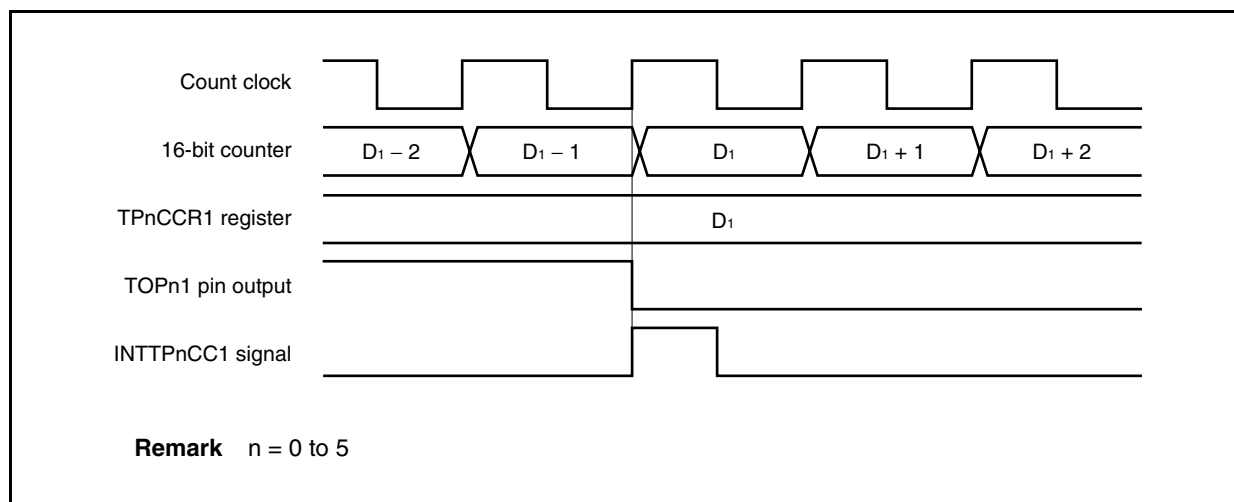 Count clock
16-bit counter
D₁ − 2 D₁ − 1 D₁ D₁ + 1 D₁ + 2
TPnCCR1 register
D₁
TOPn1 pin output
INTTPnCC1 signal
Remark n = 0 to 5